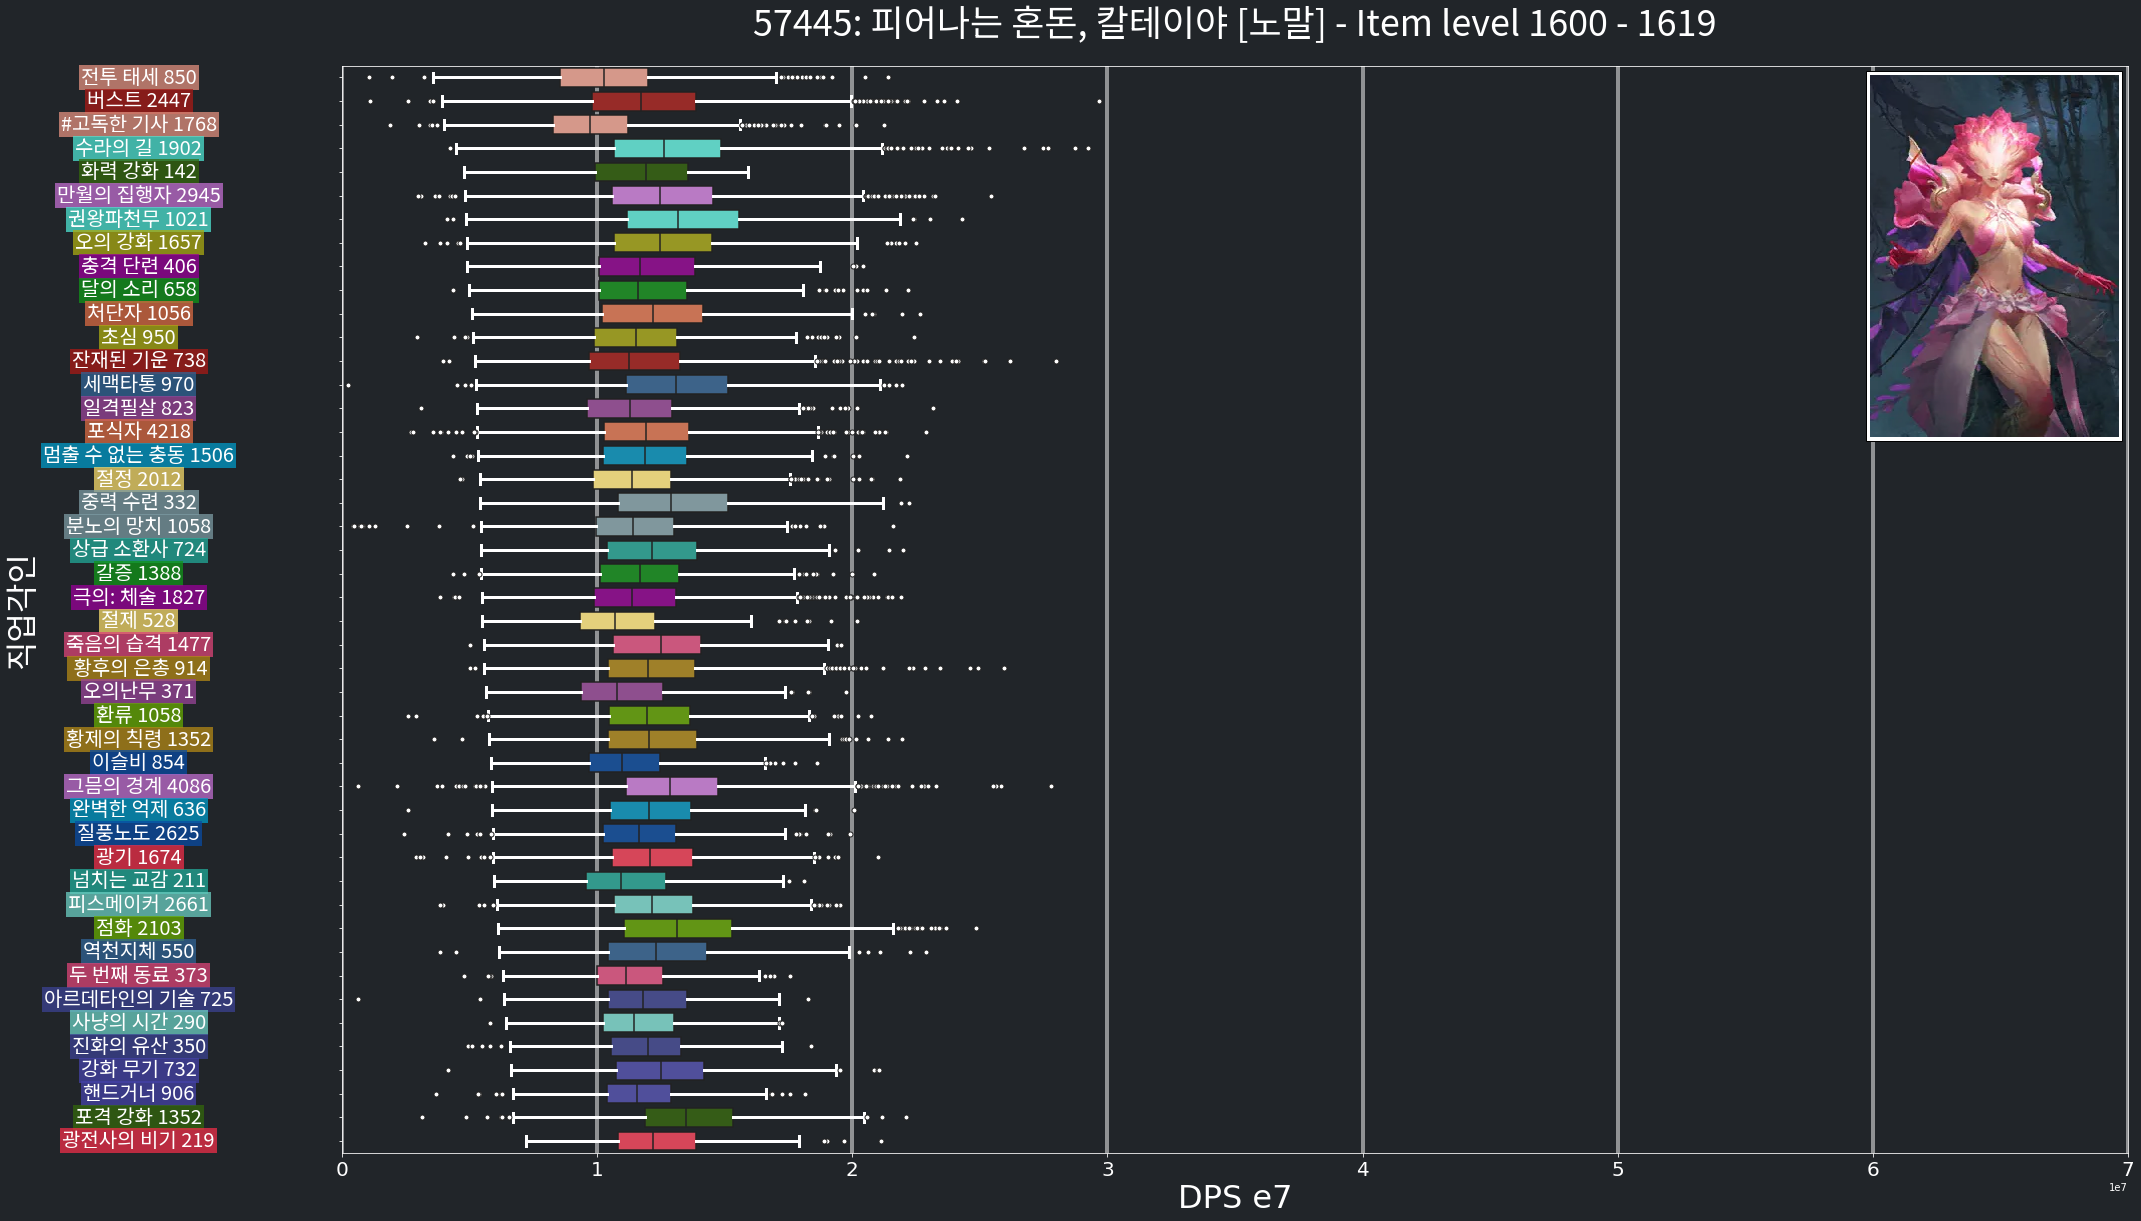 57445: 피어나는 혼돈, 칼테이야 [노말] - Item level 1600 - 1619
직업각인
전투 태세 850
버스트 2447
#고독한 기사 1768
수라의 길 1902
화력 강화 142
만월의 집행자 2945
권왕파천무 1021
오의 강화 1657
충격 단련 406
달의 소리 658
처단자 1056
초심 950
잔재된 기운 738
세맥타통 970
일격필살 823
포식자 4218
멈출 수 없는 충동 1506
절정 2012
중력 수련 332
분노의 망치 1058
상급 소환사 724
갈증 1388
극의: 체술 1827
절제 528
죽음의 습격 1477
황후의 은총 914
오의난무 371
환류 1058
황제의 칙령 1352
이슬비 854
그믐의 경계 4086
완벽한 억제 636
질풍노도 2625
광기 1674
넘치는 교감 211
피스메이커 2661
점화 2103
역천지체 550
두 번째 동료 373
아르데타인의 기술 725
사냥의 시간 290
진화의 유산 350
강화 무기 732
핸드거너 906
포격 강화 1352
광전사의 비기 219
0 1 2 3 4 5 6 7
1e7
DPS e7